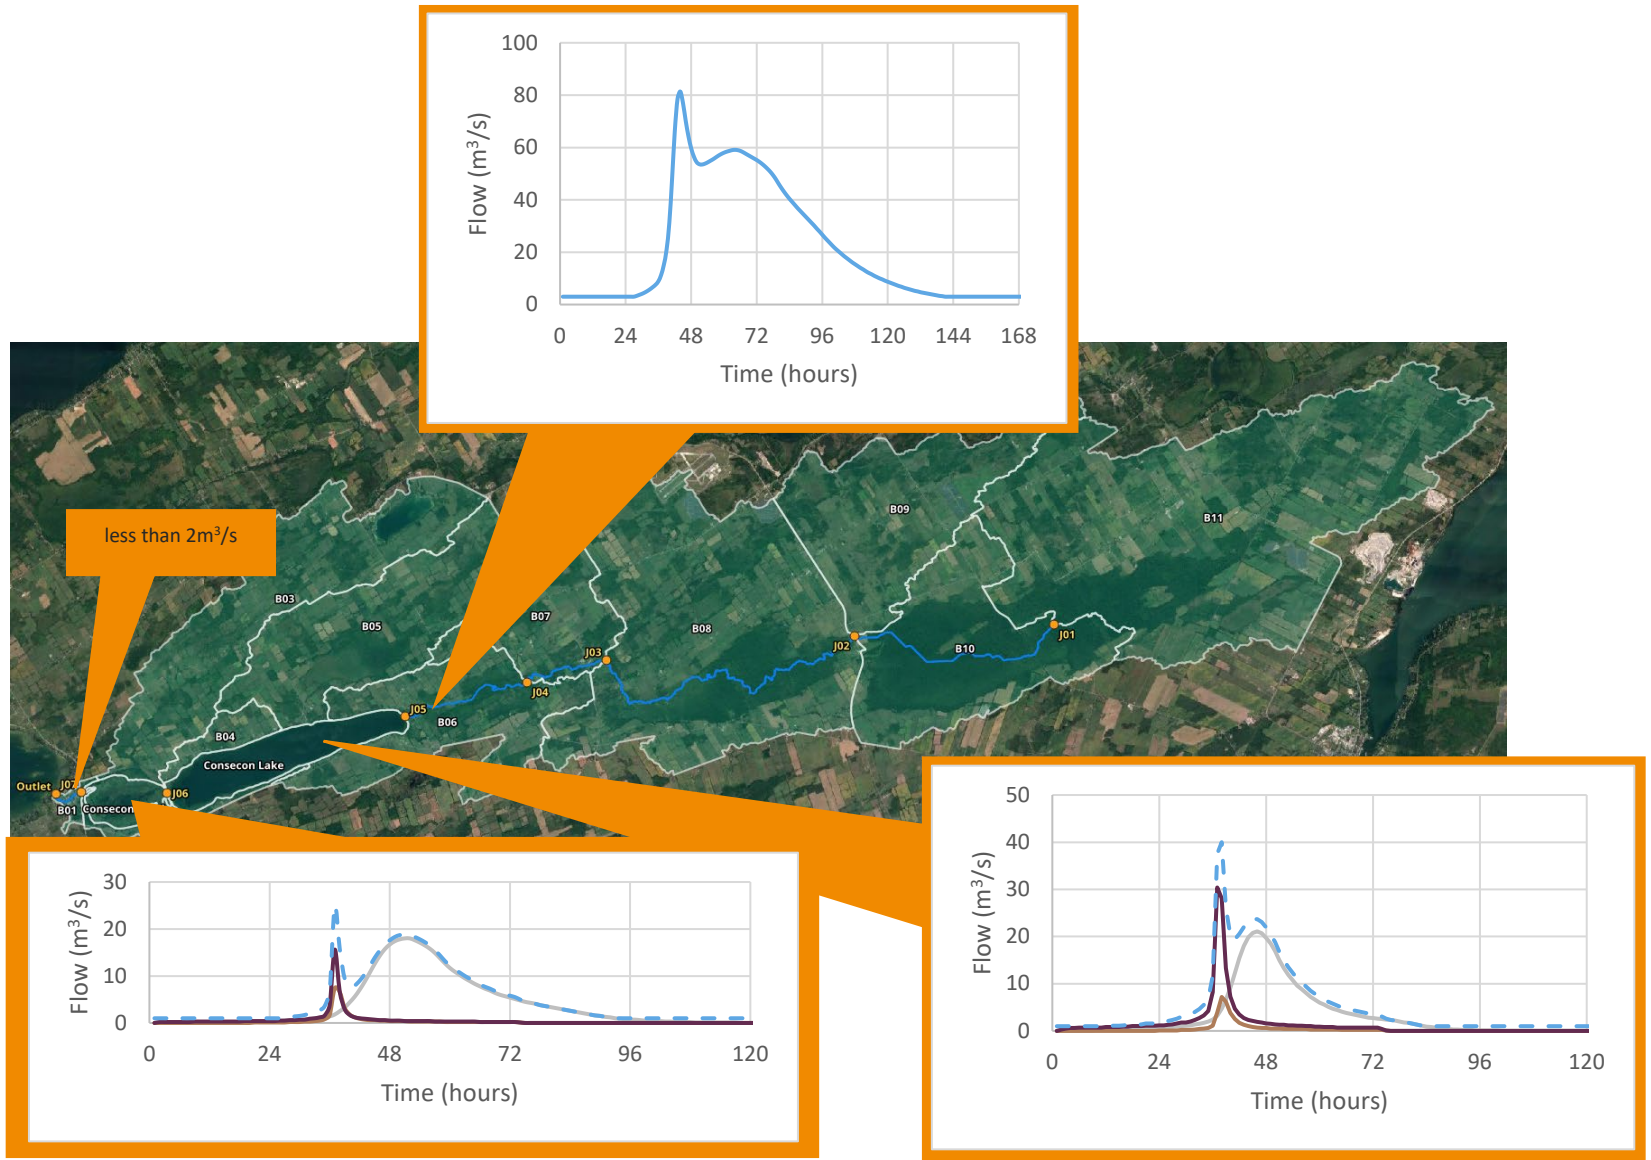 100
80
60
40
20
0
Flow (m³/s)
0 24 48 72 96 120 144 168
Time (hours)
less than 2m³/s
B09
B11
B03
B05
B07
B08
J03
J02
B10
J01
J04
J05
B06
B04
Consecon Lake
Outlet
J07
J06
B01
Consecon
30
20
10
0
Flow (m³/s)
0 24 48 72 96 120
Time (hours)
50
40
30
20
10
0
Flow (m³/s)
0 24 48 72 96 120
Time (hours)